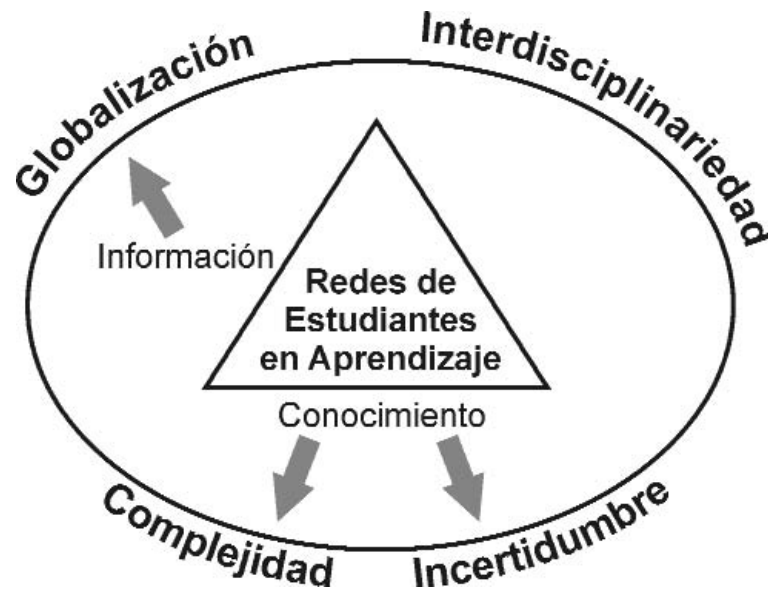 Globalización
Interdisciplinariedad
Información
Redes de
Estudiantes
en Aprendizaje
Conocimiento
Complejidad
Incertidumbre